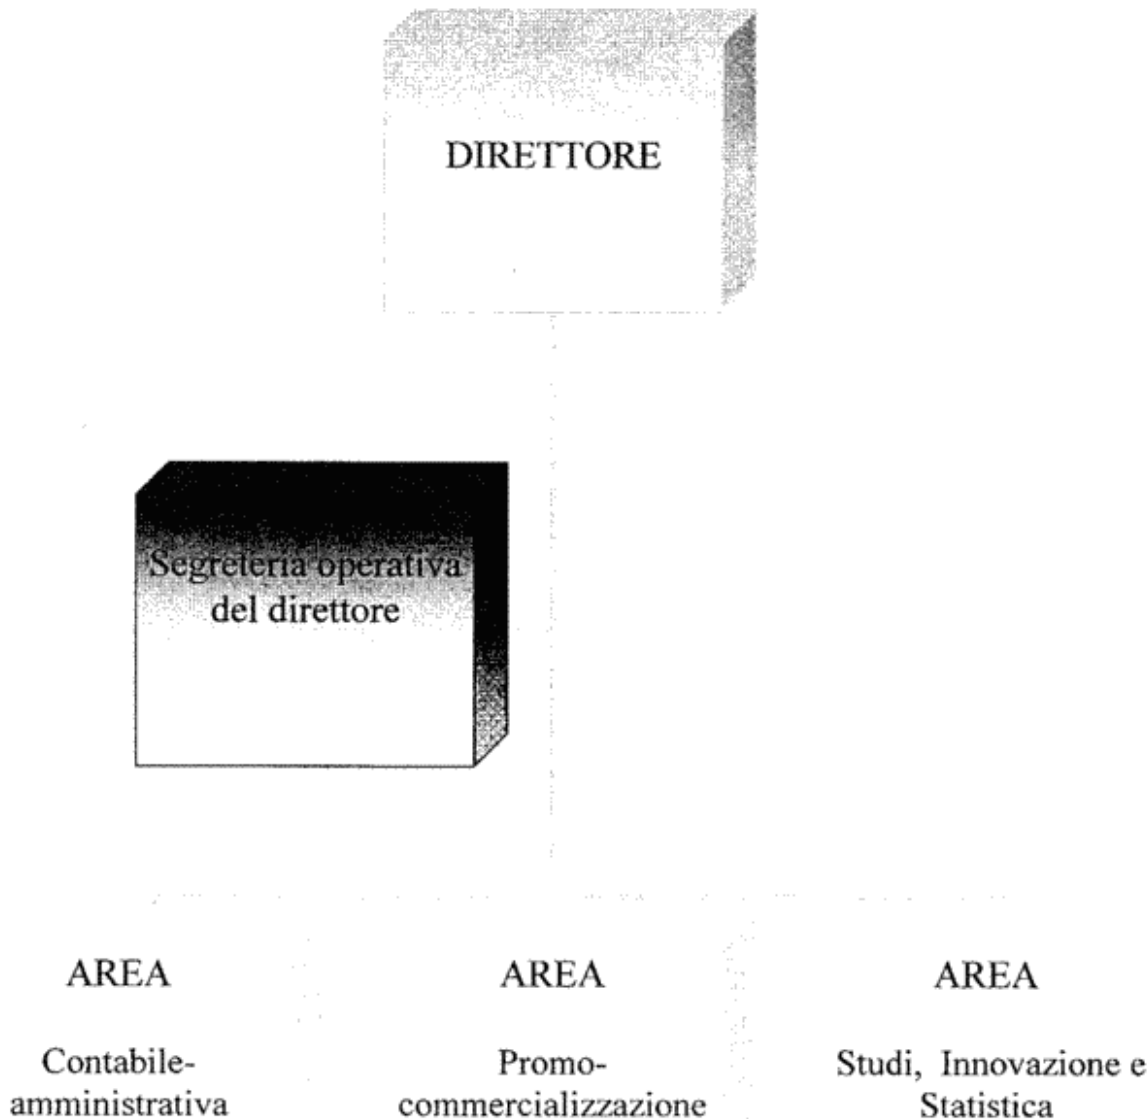 DIRETTORE
Segreteria operativa
del direttore
AREA
AREA
AREA
Contabile-
amministrativa
Promo-
commercializzazione
Studi, Innovazione e
Statistica